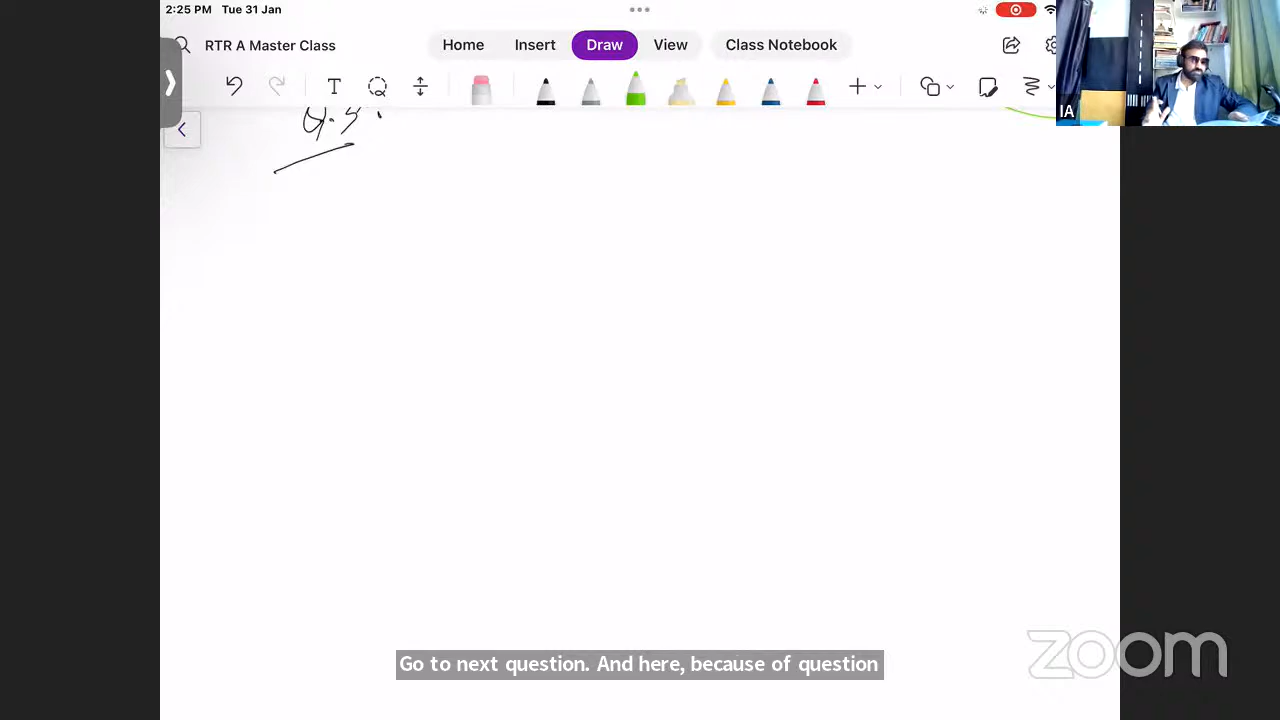 2:25 PM Tue 31 Jan
RTR A Master Class
Home Insert Draw View Class Notebook
T
IA
Q.
Go to next question. And here, because of question
zoom